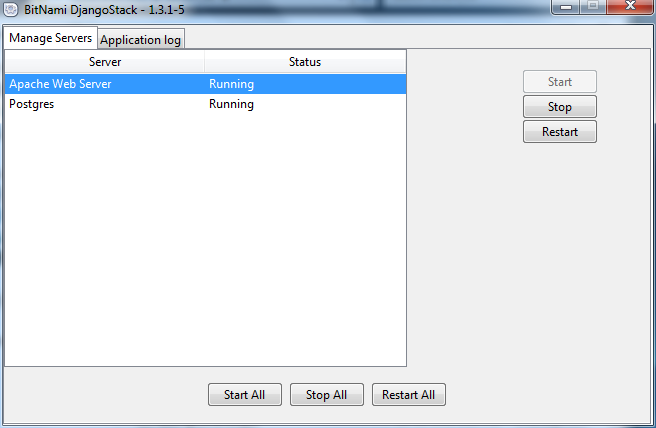 BitNami DjangoStack - 1.3.1-5
Manage Servers Application log
Server Status
Apache Web Server Running
Postgres Running
Start
Stop
Restart
Start All Stop All Restart All